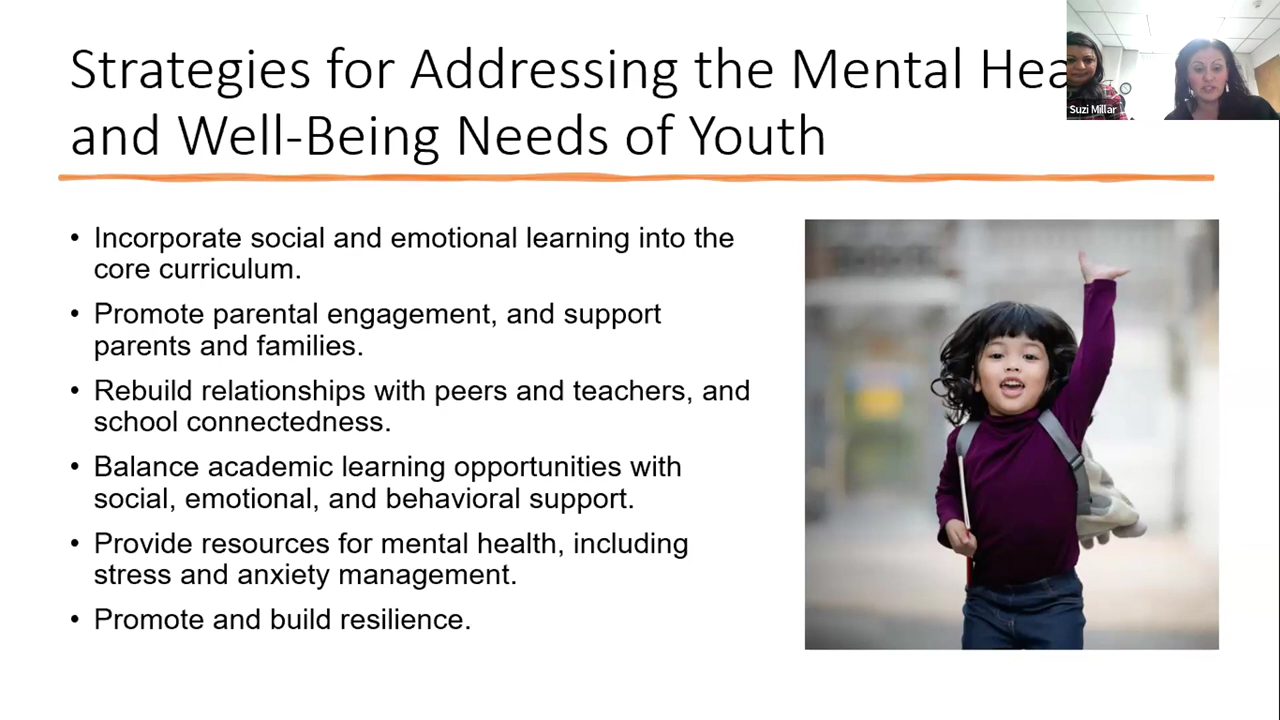 Strategies for Addressing the Mental Hea
and Well-Being Needs of Youth
Suzi Millar
• Incorporate social and emotional learning into the
core curriculum.
• Promote parental engagement, and support
parents and families.
• Rebuild relationships with peers and teachers, and
school connectedness.
• Balance academic learning opportunities with
social, emotional, and behavioral support.
• Provide resources for mental health, including
stress and anxiety management.
• Promote and build resilience.